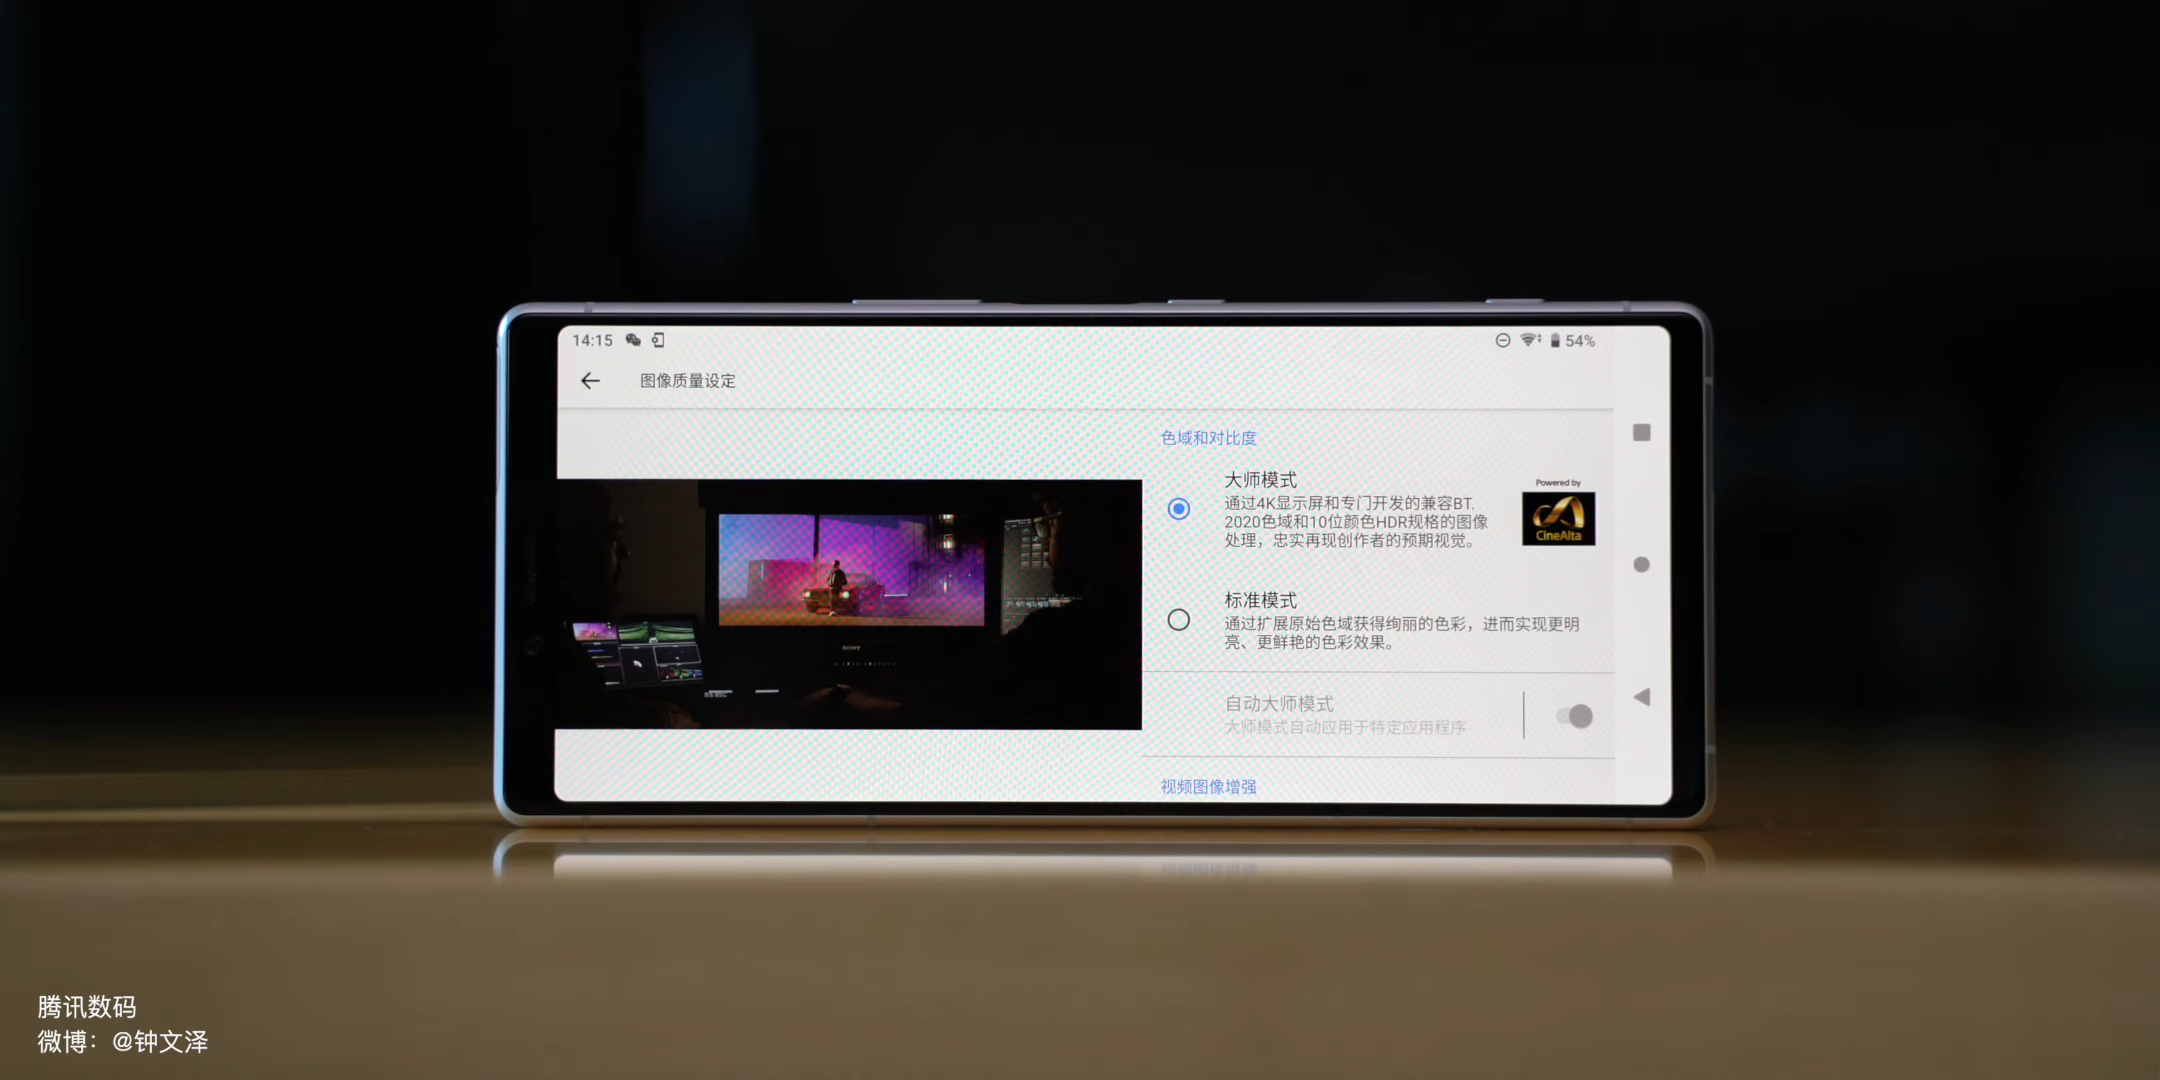 14:15
54%
图像质量设定
色域和对比度
大师模式
通过4K显示屏和专门开发的兼容BT.
2020色域和10位颜色HDR规格的图像
处理，忠实再现创作者的预期视觉。
Powered by
CineAlta
标准模式
通过扩展原始色域获得绚丽的色彩，进而实现更明
亮、更鲜艳的色彩效果。
自动大师模式
大师模式自动应用于特定应用程序
视频图像增强
SONY
腾讯数码
微博：@钟文泽